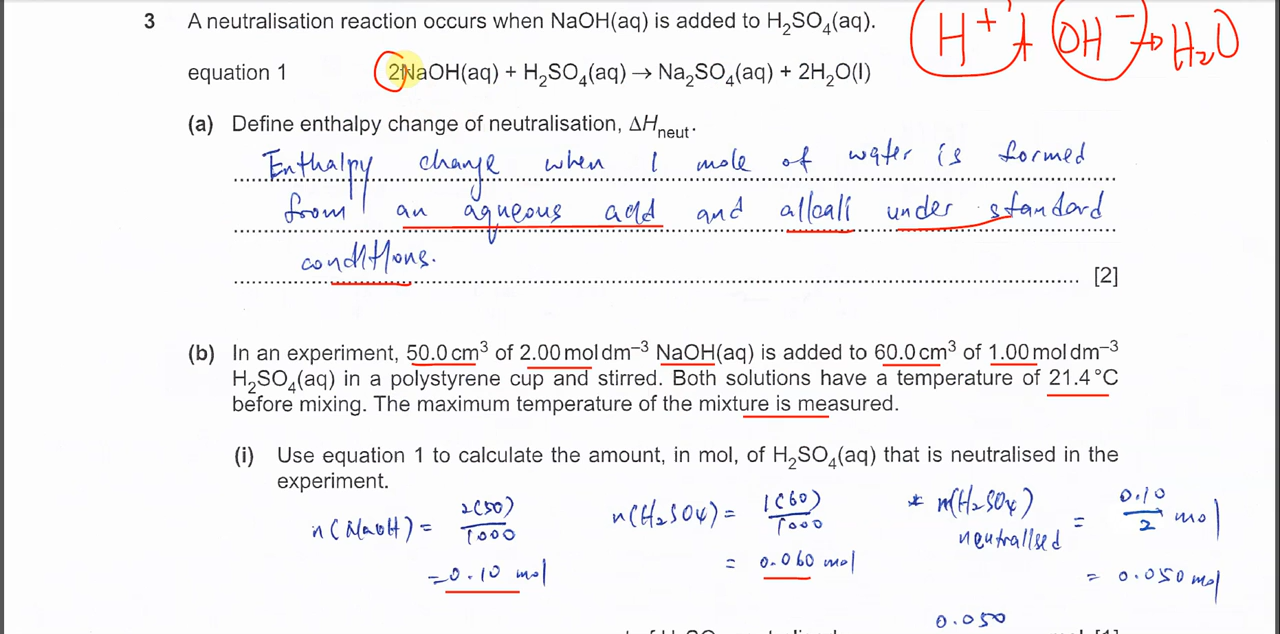 3 A neutralisation reaction occurs when NaOH(aq) is added to H₂SO₄(aq).
H⁺ + OH⁻ → H₂O
equation 1 2NaOH(aq) + H₂SO₄(aq) → Na₂SO₄(aq) + 2H₂O(l)
(a) Define enthalpy change of neutralisation, ΔHneut.
Enthalpy change when 1 mole of water is formed
from an aqueous acid and alkali under standard
conditions.
[2]
(b) In an experiment, 50.0 cm³ of 2.00 mol dm⁻³ NaOH(aq) is added to 60.0 cm³ of 1.00 mol dm⁻³
H₂SO₄(aq) in a polystyrene cup and stirred. Both solutions have a temperature of 21.4 °C
before mixing. The maximum temperature of the mixture is measured.
(i) Use equation 1 to calculate the amount, in mol, of H₂SO₄(aq) that is neutralised in the
experiment.
n(NaOH) = 2(50)/1000
= 0.10 mol
n(H₂SO₄) = 1(60)/1000
= 0.060 mol
* n(H₂SO₄) neutralised = 0.10/2 mol
= 0.050 mol
0.050